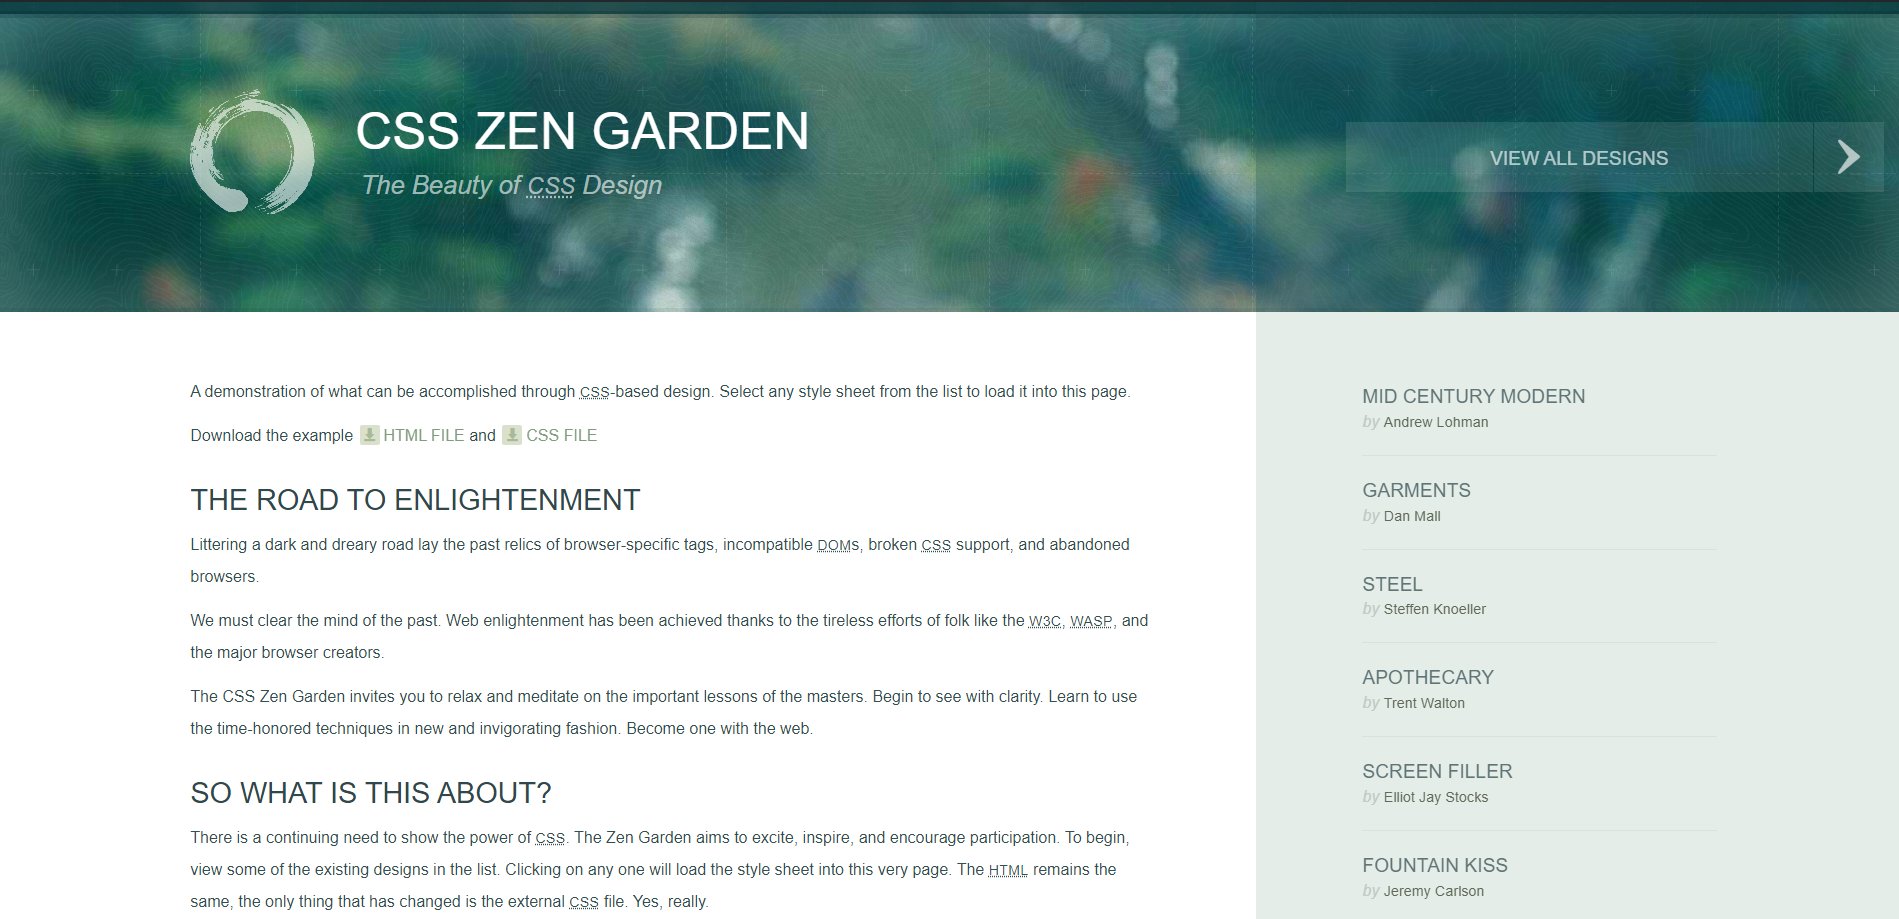 CSS ZEN GARDEN
The Beauty of CSS Design
VIEW ALL DESIGNS
A demonstration of what can be accomplished through CSS-based design. Select any style sheet from the list to load it into this page.
Download the example HTML FILE and CSS FILE
THE ROAD TO ENLIGHTENMENT
Littering a dark and dreary road lay the past relics of browser-specific tags, incompatible DOMs, broken CSS support, and abandoned
browsers.
We must clear the mind of the past. Web enlightenment has been achieved thanks to the tireless efforts of folk like the W3C, WASP, and
the major browser creators.
The CSS Zen Garden invites you to relax and meditate on the important lessons of the masters. Begin to see with clarity. Learn to use
the time-honored techniques in new and invigorating fashion. Become one with the web.
SO WHAT IS THIS ABOUT?
There is a continuing need to show the power of CSS. The Zen Garden aims to excite, inspire, and encourage participation. To begin,
view some of the existing designs in the list. Clicking on any one will load the style sheet into this very page. The HTML remains the
same, the only thing that has changed is the external CSS file. Yes, really.
MID CENTURY MODERN
by Andrew Lohman
GARMENTS
by Dan Mall
STEEL
by Steffen Knoeller
APOTHECARY
by Trent Walton
SCREEN FILLER
by Elliot Jay Stocks
FOUNTAIN KISS
by Jeremy Carlson